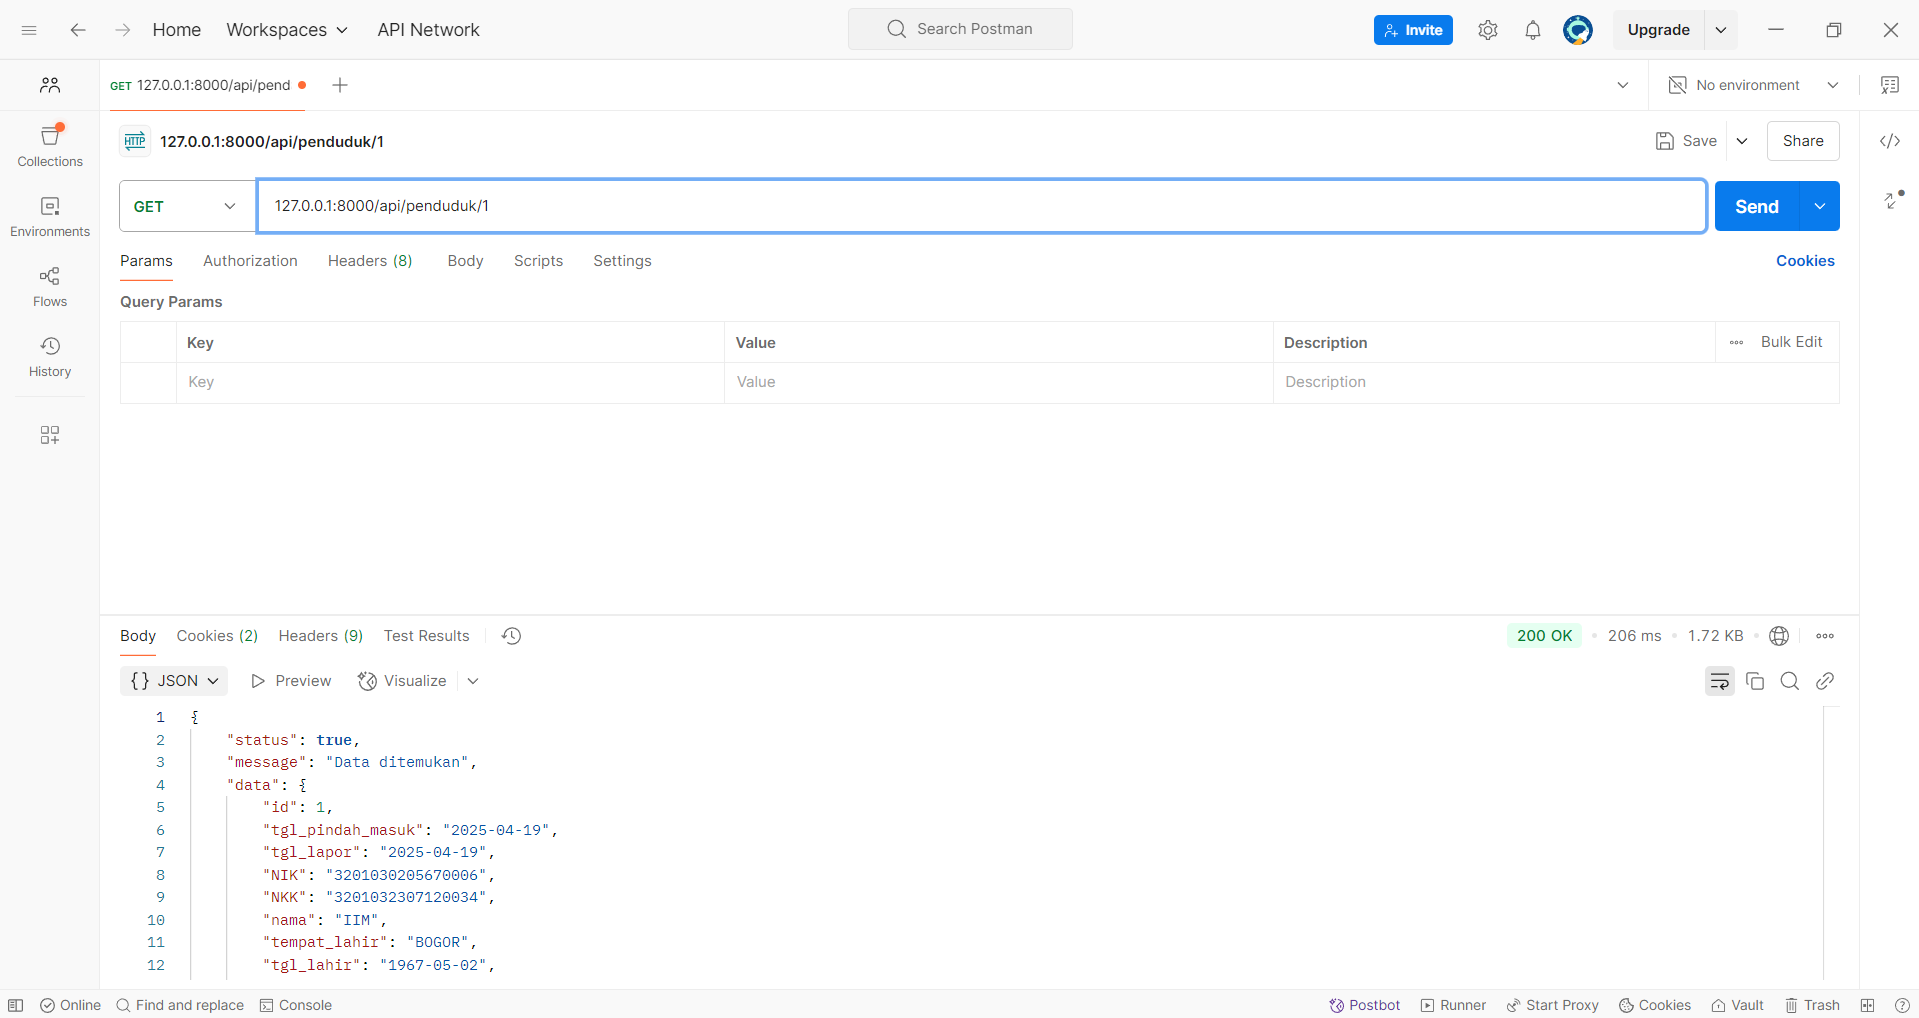 Home Workspaces API Network Search Postman Invite Upgrade
GET 127.0.0.1:8000/api/pend No environment
HTTP 127.0.0.1:8000/api/penduduk/1 Save Share
Collections
GET 127.0.0.1:8000/api/penduduk/1 Send
Environments
Params Authorization Headers (8) Body Scripts Settings Cookies
Flows
Query Params
Key Value Description Bulk Edit
History
Key Value Description
Body Cookies (2) Headers (9) Test Results 200 OK 206 ms 1.72 KB
{} JSON Preview Visualize
1 {
2 "status": true,
3 "message": "Data ditemukan",
4 "data": {
5 "id": 1,
6 "tgl_pindah_masuk": "2025-04-19",
7 "tgl_lapor": "2025-04-19",
8 "NIK": "3201030205670006",
9 "NKK": "3201032307120034",
10 "nama": "IIM",
11 "tempat_lahir": "BOGOR",
12 "tgl_lahir": "1967-05-02",
Online Find and replace Console Postbot Runner Start Proxy Cookies Vault Trash